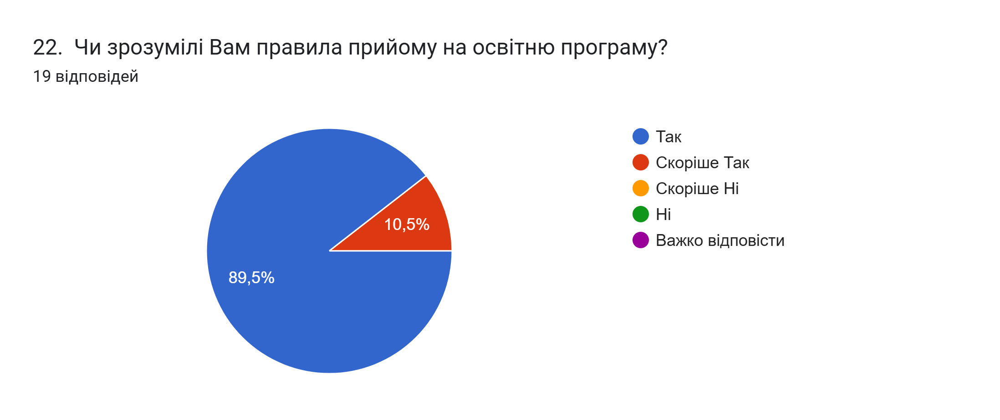 22. Чи зрозумілі Вам правила прийому на освітню програму?
19 відповідей
Так
Скоріше Так
Скоріше Ні
Ні
Важко відповісти
10,5%
89,5%